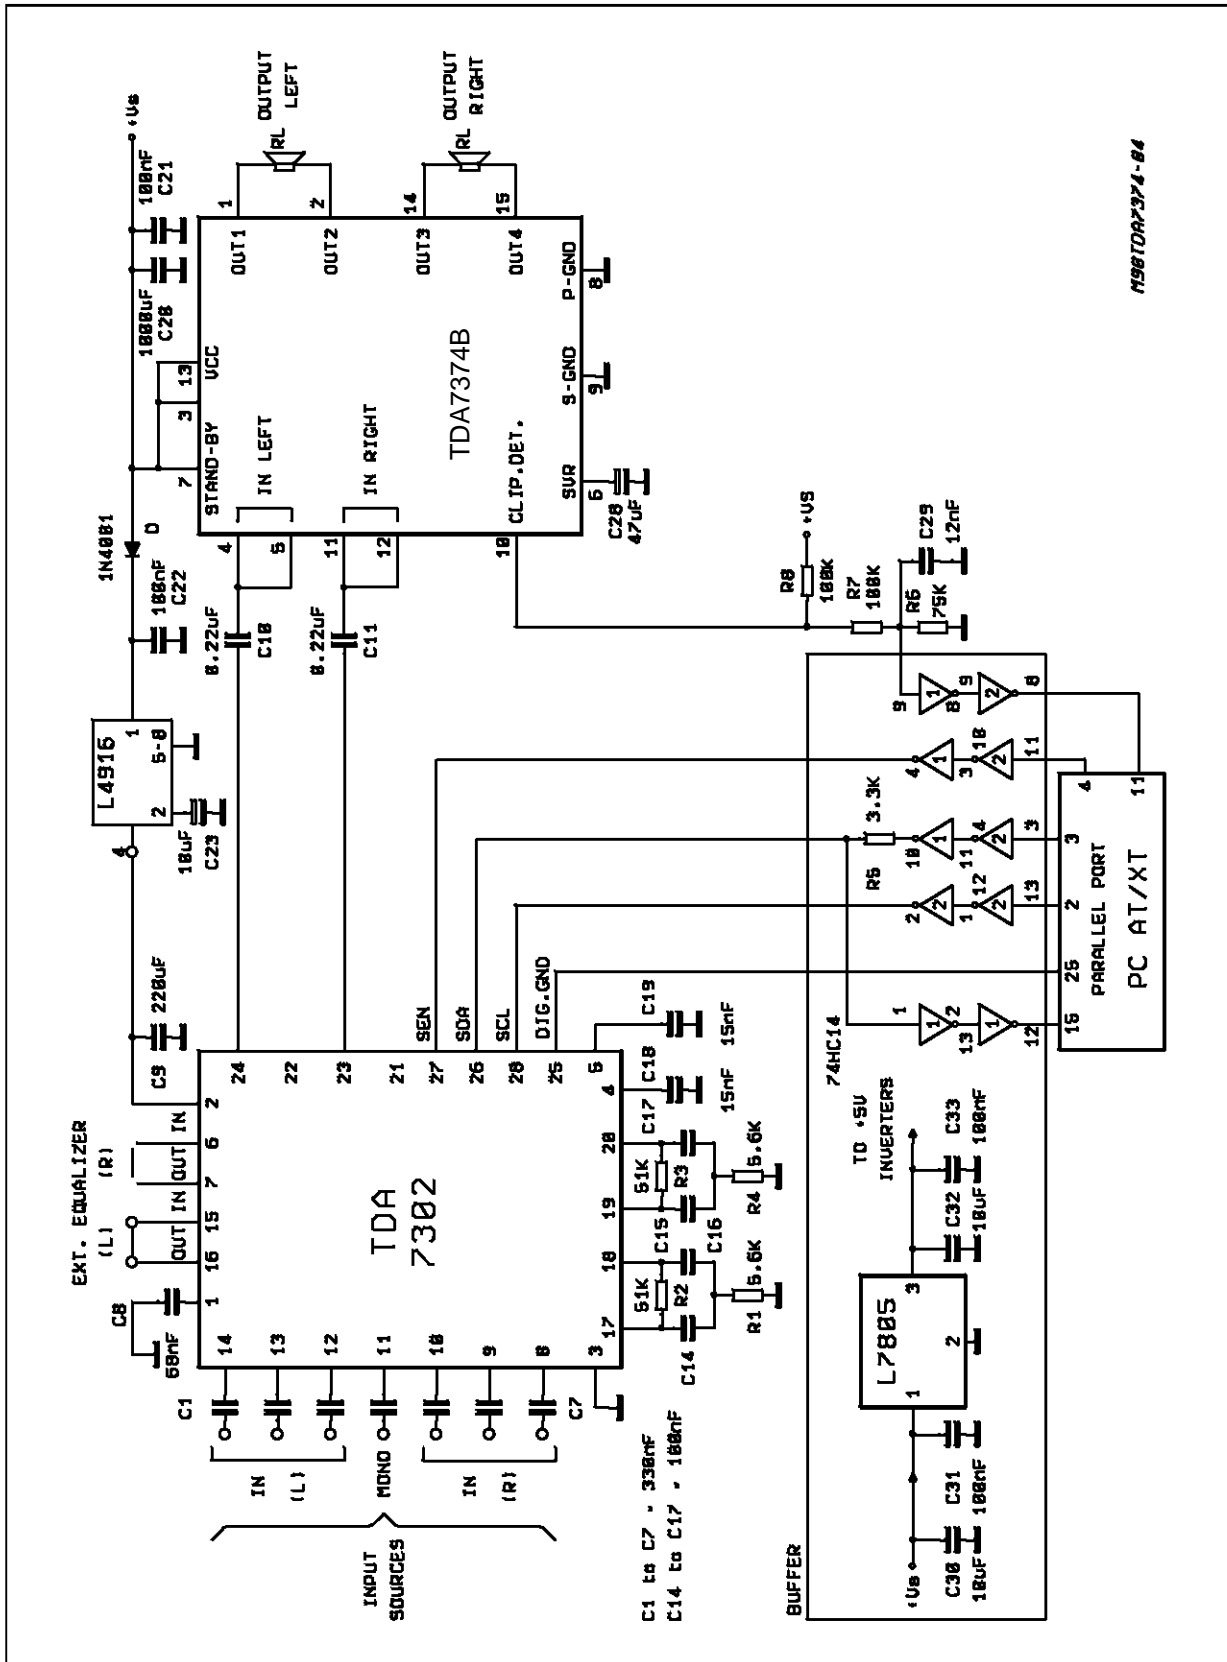 EXT. EQUALIZER
(L)
(R)
OUT
IN
OUT
IN
C8
68nF
1
16
15
7
6
2
C9
220uF
L4916
4
2
5-8
1
10uF
C23
100nF
C22
1N4001
D
1000uF
C20
100nF
C21
+Vs
INPUT
SOURCES
IN
(L)
MONO
IN
(R)
C1
C7
14
13
12
11
10
9
8
3
TDA
7302
24
22
23
21
27
26
28
25
5
SEN
SDA
SCL
DIG.GND
17
18
19
20
4
C14
51K
R2
C15
C16
51K
R3
C17
C18
C19
15nF
15nF
R1
5.6K
R4
5.6K
C1 to C7 = 330nF
C14 to C17 = 100nF
0.22uF
C10
0.22uF
C11
4
5
11
12
10
7
3
13
STAND-BY
VCC
IN LEFT
IN RIGHT
CLIP.DET.
TDA7374B
SVR
S-GND
P-GND
6
9
8
C28
47uF
OUT1
OUT2
OUT3
OUT4
1
2
14
15
RL
OUTPUT
LEFT
RL
OUTPUT
RIGHT
R8
100K
+VS
R7
100K
R6
75K
C29
12nF
BUFFER
+Vs
C30
10uF
C31
100nF
L7805
1
2
3
C32
10uF
C33
100nF
TO +5V
INVERTERS
74HC14
1
1
2
13
1
12
2
2
1
12
2
13
R5
3.3K
10
1
11
4
2
3
4
1
3
10
2
11
9
1
8
9
2
8
15
25
2
3
4
11
PARALLEL PORT
PC AT/XT
M98TDA7374-04